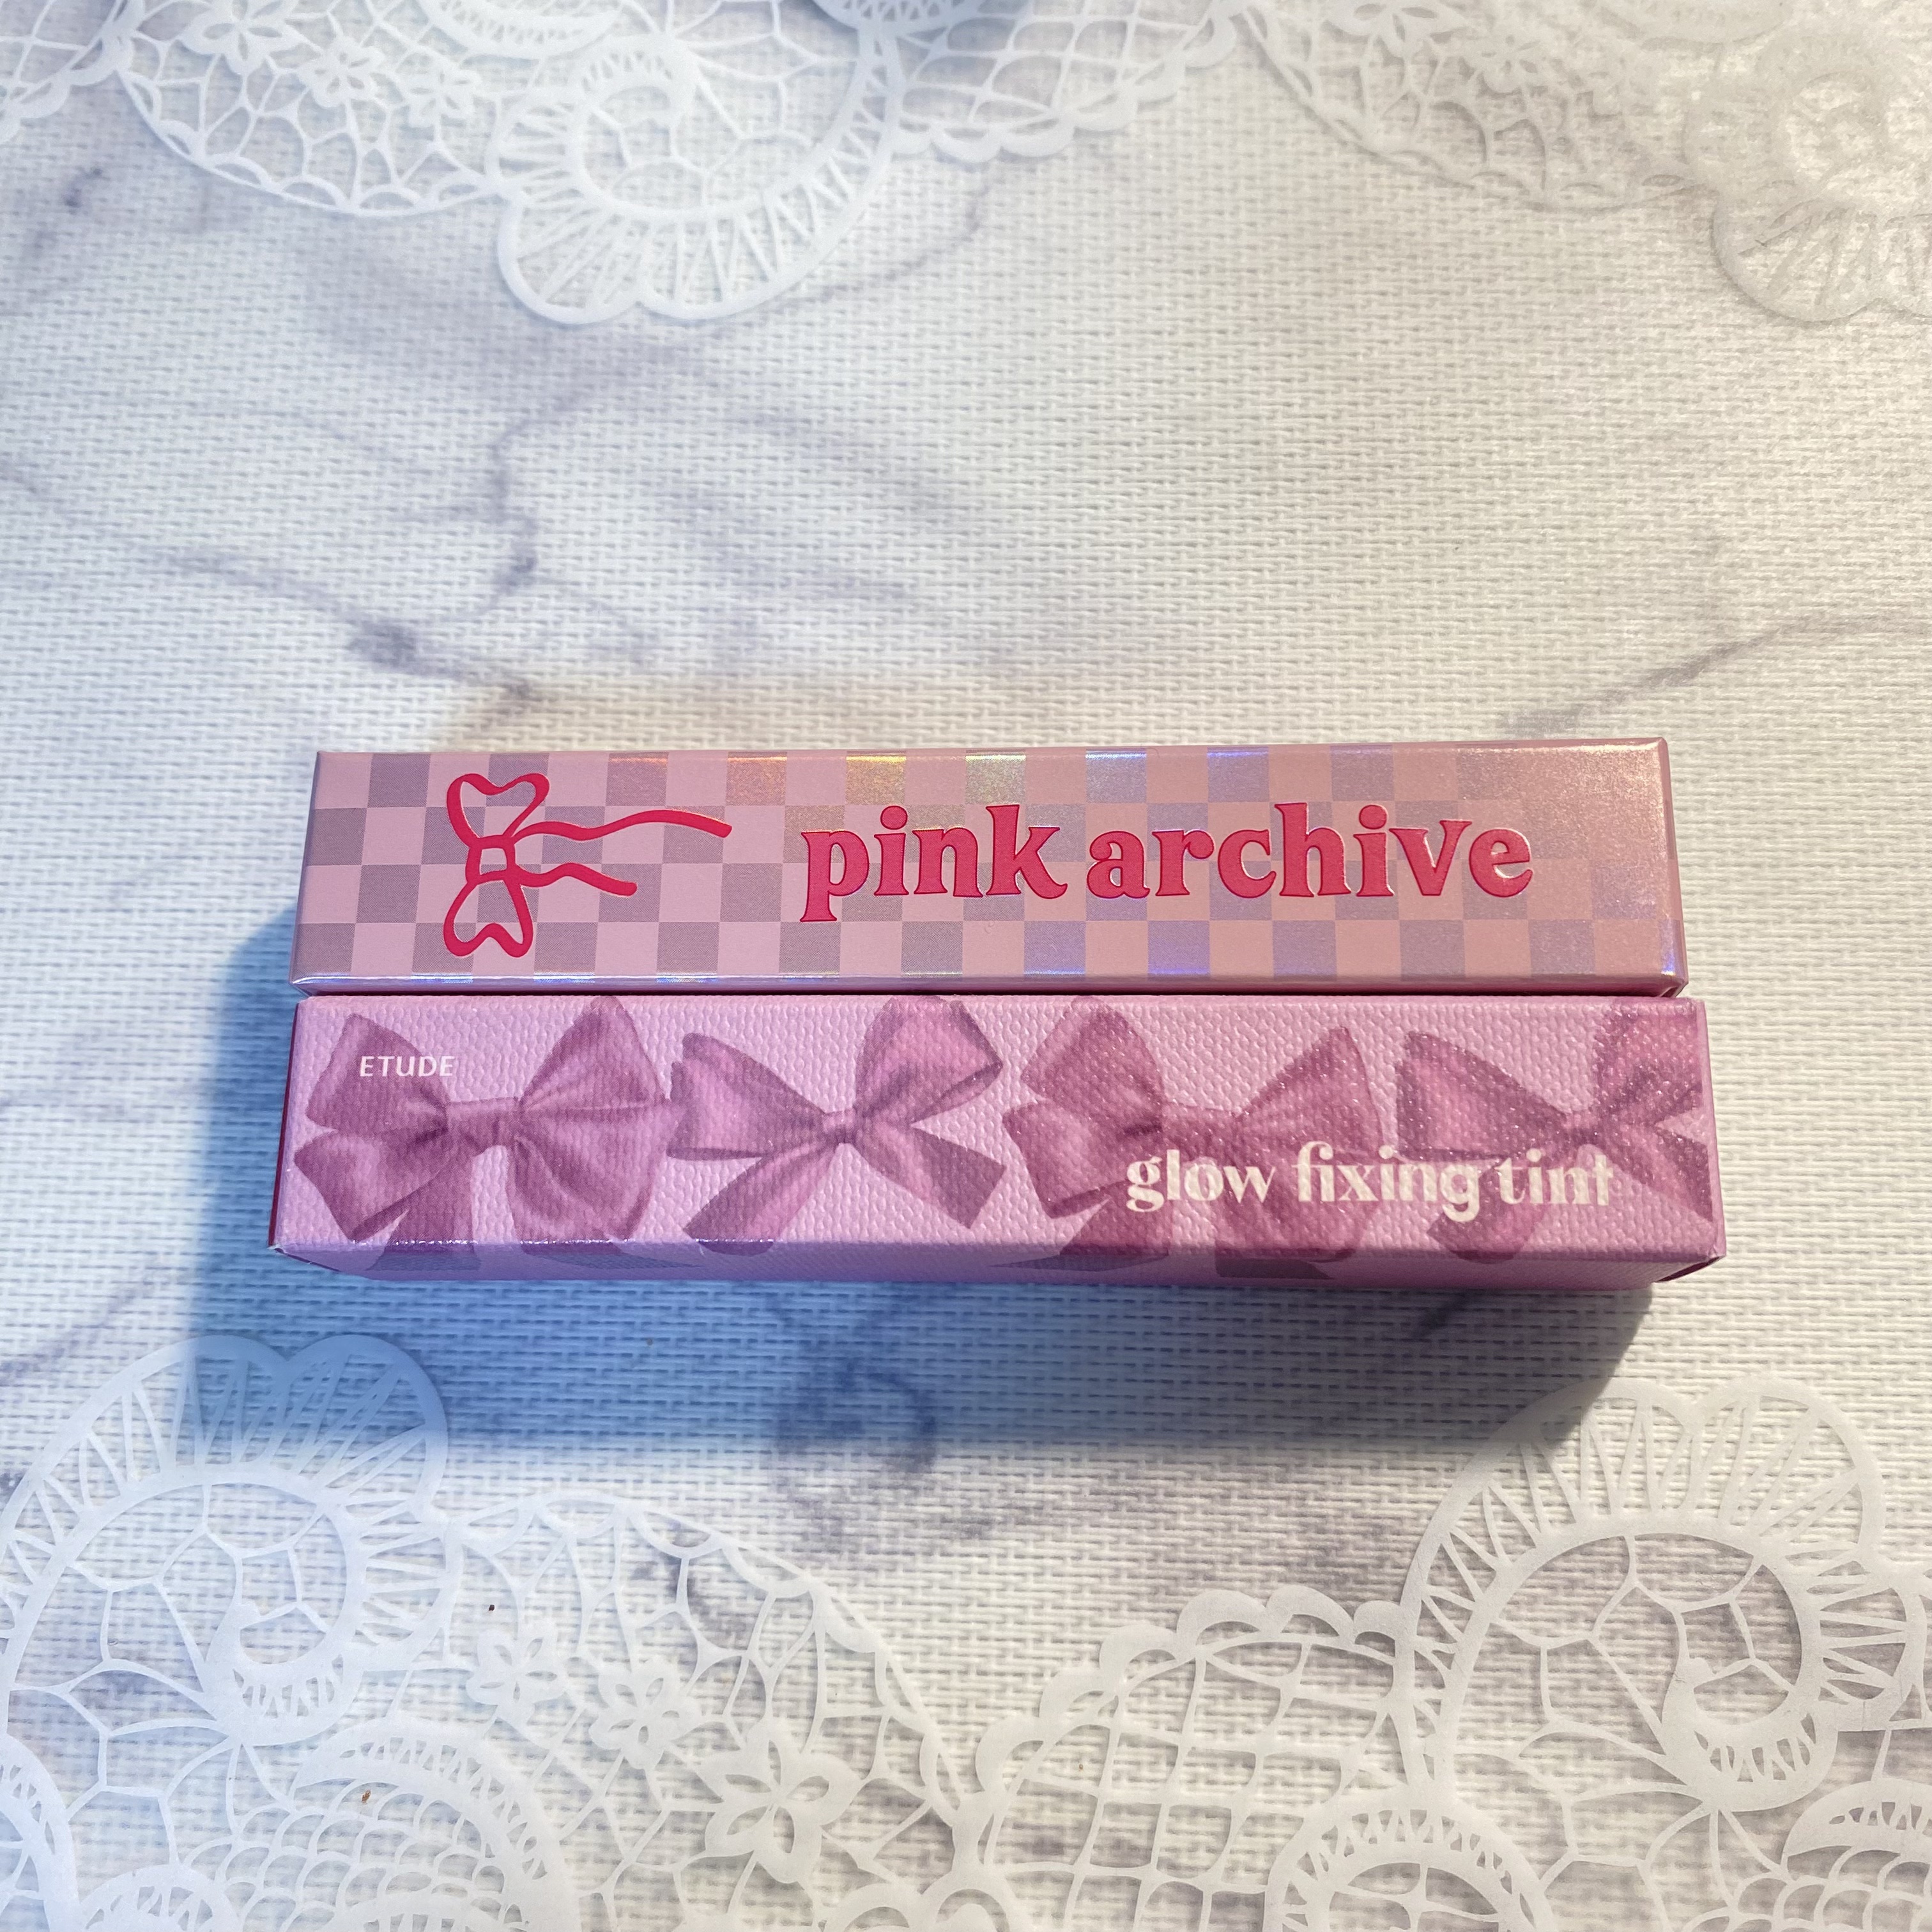 pink archive
ETUDE
glow fixing tint